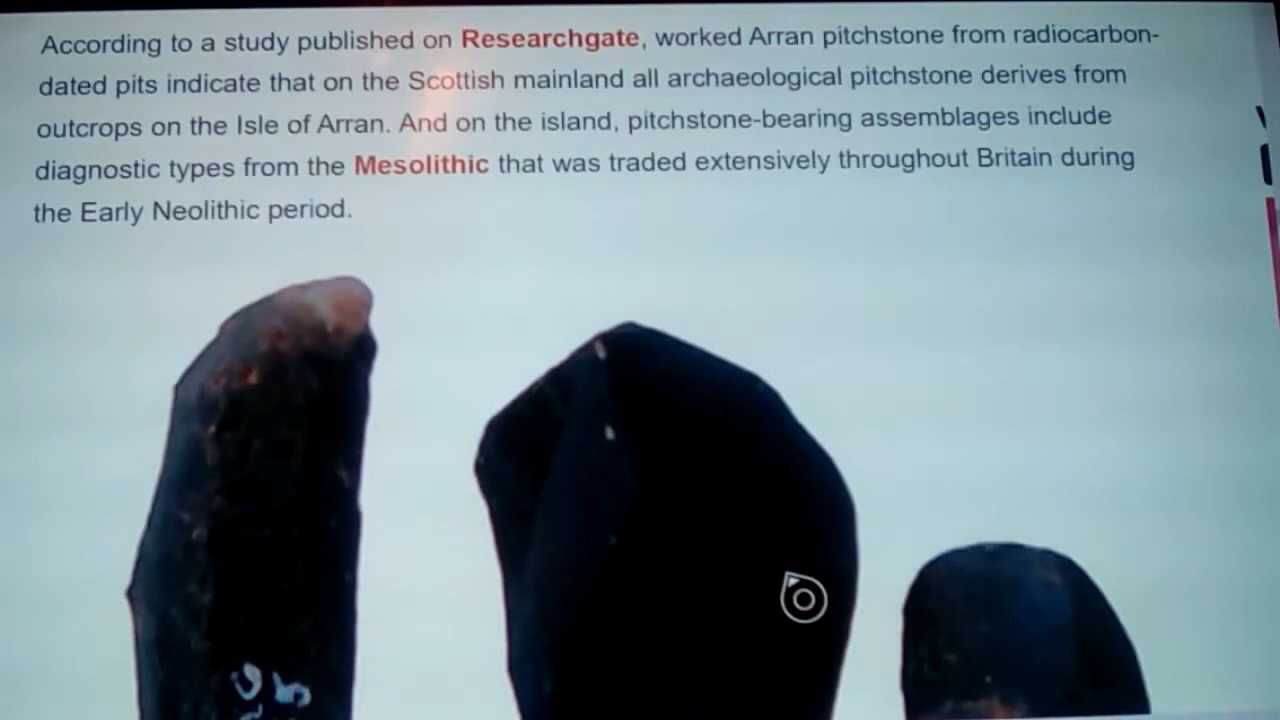 According to a study published on Researchgate, worked Arran pitchstone from radiocarbon-
dated pits indicate that on the Scottish mainland all archaeological pitchstone derives from
outcrops on the Isle of Arran. And on the island, pitchstone-bearing assemblages include
diagnostic types from the Mesolithic that was traded extensively throughout Britain during
the Early Neolithic period.